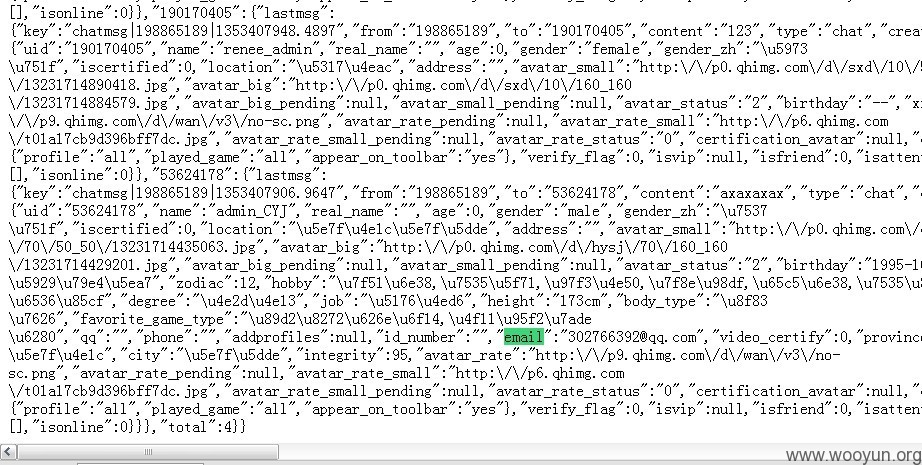 [],"isonline":0}},"190170405":{"lastmsg":
{"key":"chatmsg|198865189|1353407948.4897","from":"198865189","to":"190170405","content":"123","type":"chat","crea
{"uid":"190170405","name":"renee_admin","real_name":"","age":0,"gender":"female","gender_zh":"\u5973
\u751f","iscertified":0,"location":"\u5317\u4eac","address":"","avatar_small":"http:\/\/p0.qhimg.com\/d\/sxd\/10\/5
\/13231714890418.jpg","avatar_big":"http:\/\/p0.qhimg.com\/d\/sxd\/10\/160_160
\/13231714884579.jpg","avatar_big_pending":null,"avatar_small_pending":null,"avatar_status":"2","birthday":"--","x
\/\/p9.qhimg.com\/d\/wan\/v3\/no-sc.png","avatar_rate_pending":null,"avatar_rate_small":"http:\/\/p6.qhimg.com
\/t01a17cb9d396bff7dc.jpg","avatar_rate_small_pending":null,"avatar_rate_status":"0","certification_avatar":null,"a
{"profile":"all","played_game":"all","appear_on_toolbar":"yes"},"verify_flag":0,"isvip":null,"isfriend":0,"isatten
[],"isonline":0}},"53624178":{"lastmsg":
{"key":"chatmsg|198865189|1353407906.9647","from":"198865189","to":"53624178","content":"axaxaxax","type":"chat",
{"uid":"53624178","name":"admin_CYJ","real_name":"","age":0,"gender":"male","gender_zh":"\u7537
\u751f","iscertified":0,"location":"\u5e7f\u4e1c\u5e7f\u5dde","address":"","avatar_small":"http:\/\/p0.qhimg.com\/
\/70\/50_50\/13231714435063.jpg","avatar_big":"http:\/\/p0.qhimg.com\/d\/hysj\/70\/160_160
\/13231714429201.jpg","avatar_big_pending":null,"avatar_small_pending":null,"avatar_status":"2","birthday":"1995-10
\u5929\u79e4\u5ea7","zodiac":12,"hobby":"\u7f51\u6e38,\u7535\u5f71,\u97f3\u4e50,\u7f8e\u98df,\u65c5\u6e38,\u7535\u8
\u6536\u85cf","degree":"\u4e2d\u4e13","job":"\u5176\u4ed6","height":"173cm","body_type":"\u8f83
\u7626","favorite_game_type":"\u89d2\u8272\u626e\u6f14,\u4f11\u95f2\u7ade
\u6280","qq":"","phone":"","addprofiles":null,"id_number":"","email":"302766392@qq.com","video_certify":0,"provinc
\u5e7f\u4e1c","city":"\u5e7f\u5dde","integrity":95,"avatar_rate":"http:\/\/p9.qhimg.com\/d\/wan\/v3\/no-
sc.png","avatar_rate_pending":null,"avatar_rate_small":"http:\/\/p6.qhimg.com
\/t01a17cb9d396bff7dc.jpg","avatar_rate_small_pending":null,"avatar_rate_status":"0","certification_avatar":null,"
{"profile":"all","played_game":"all","appear_on_toolbar":"yes"},"verify_flag":0,"isvip":null,"isfriend":0,"isatten
[],"isonline":0}}},"total":4}}
www.wooyun.org